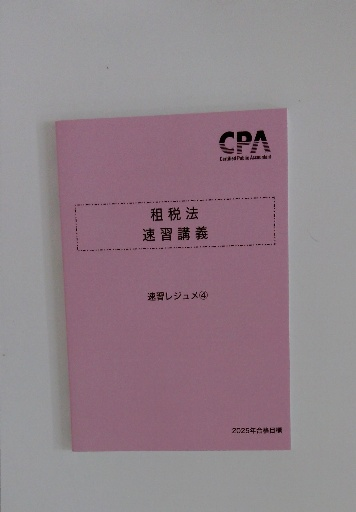 CPA
Certified Public Accountant
租税法
速習講義
速習レジュメ④
2025年合格目標